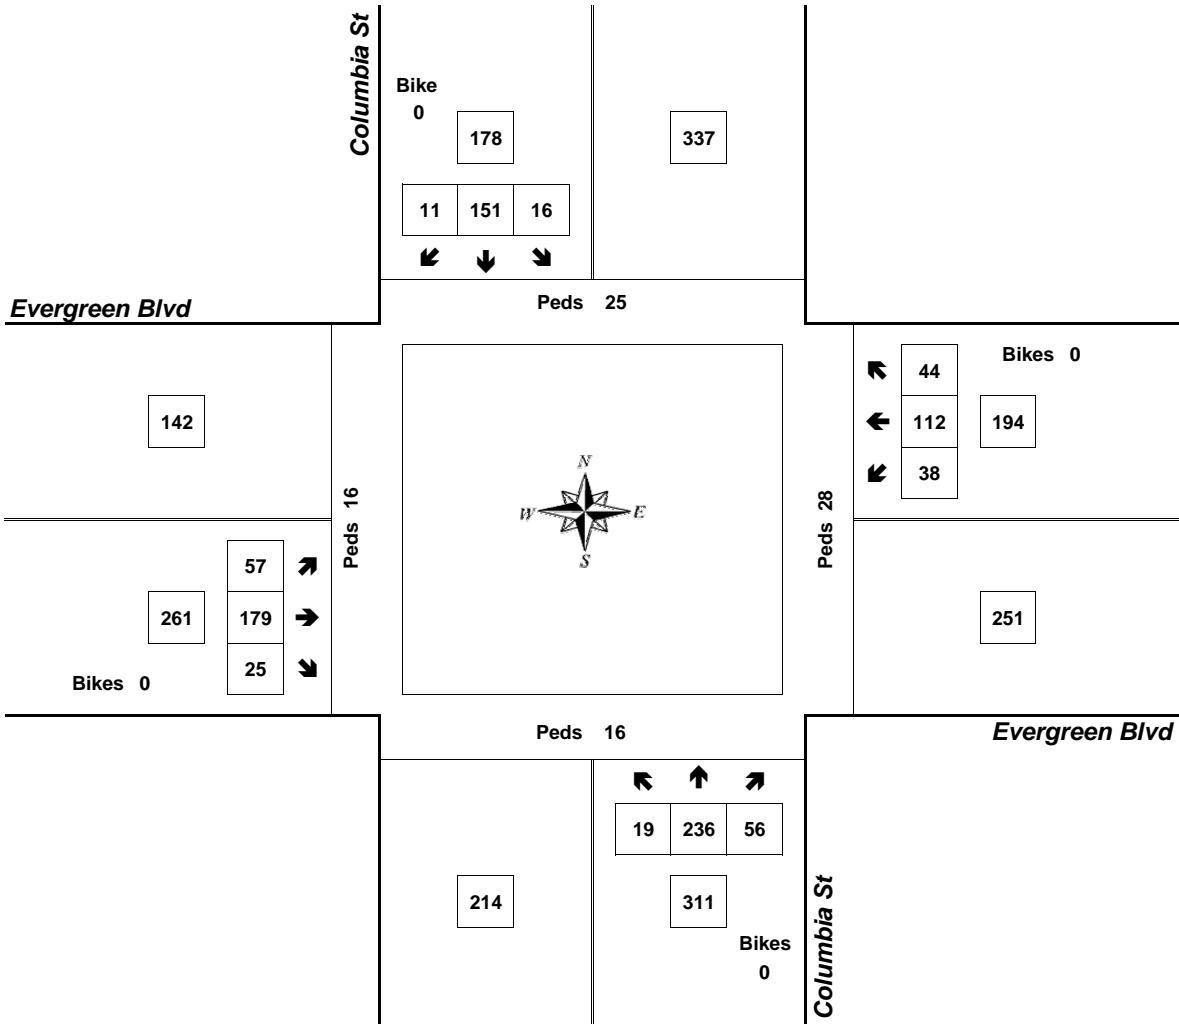 Columbia St
Bike
0
178
337
11 151 16
Evergreen Blvd
Peds 25
44
Bikes 0
142
112
194
38
N
W E
S
Peds 16
Peds 28
57
261
179
251
25
Bikes 0
Peds 16
Evergreen Blvd
19 236 56
214
311
Bikes
0
Columbia St